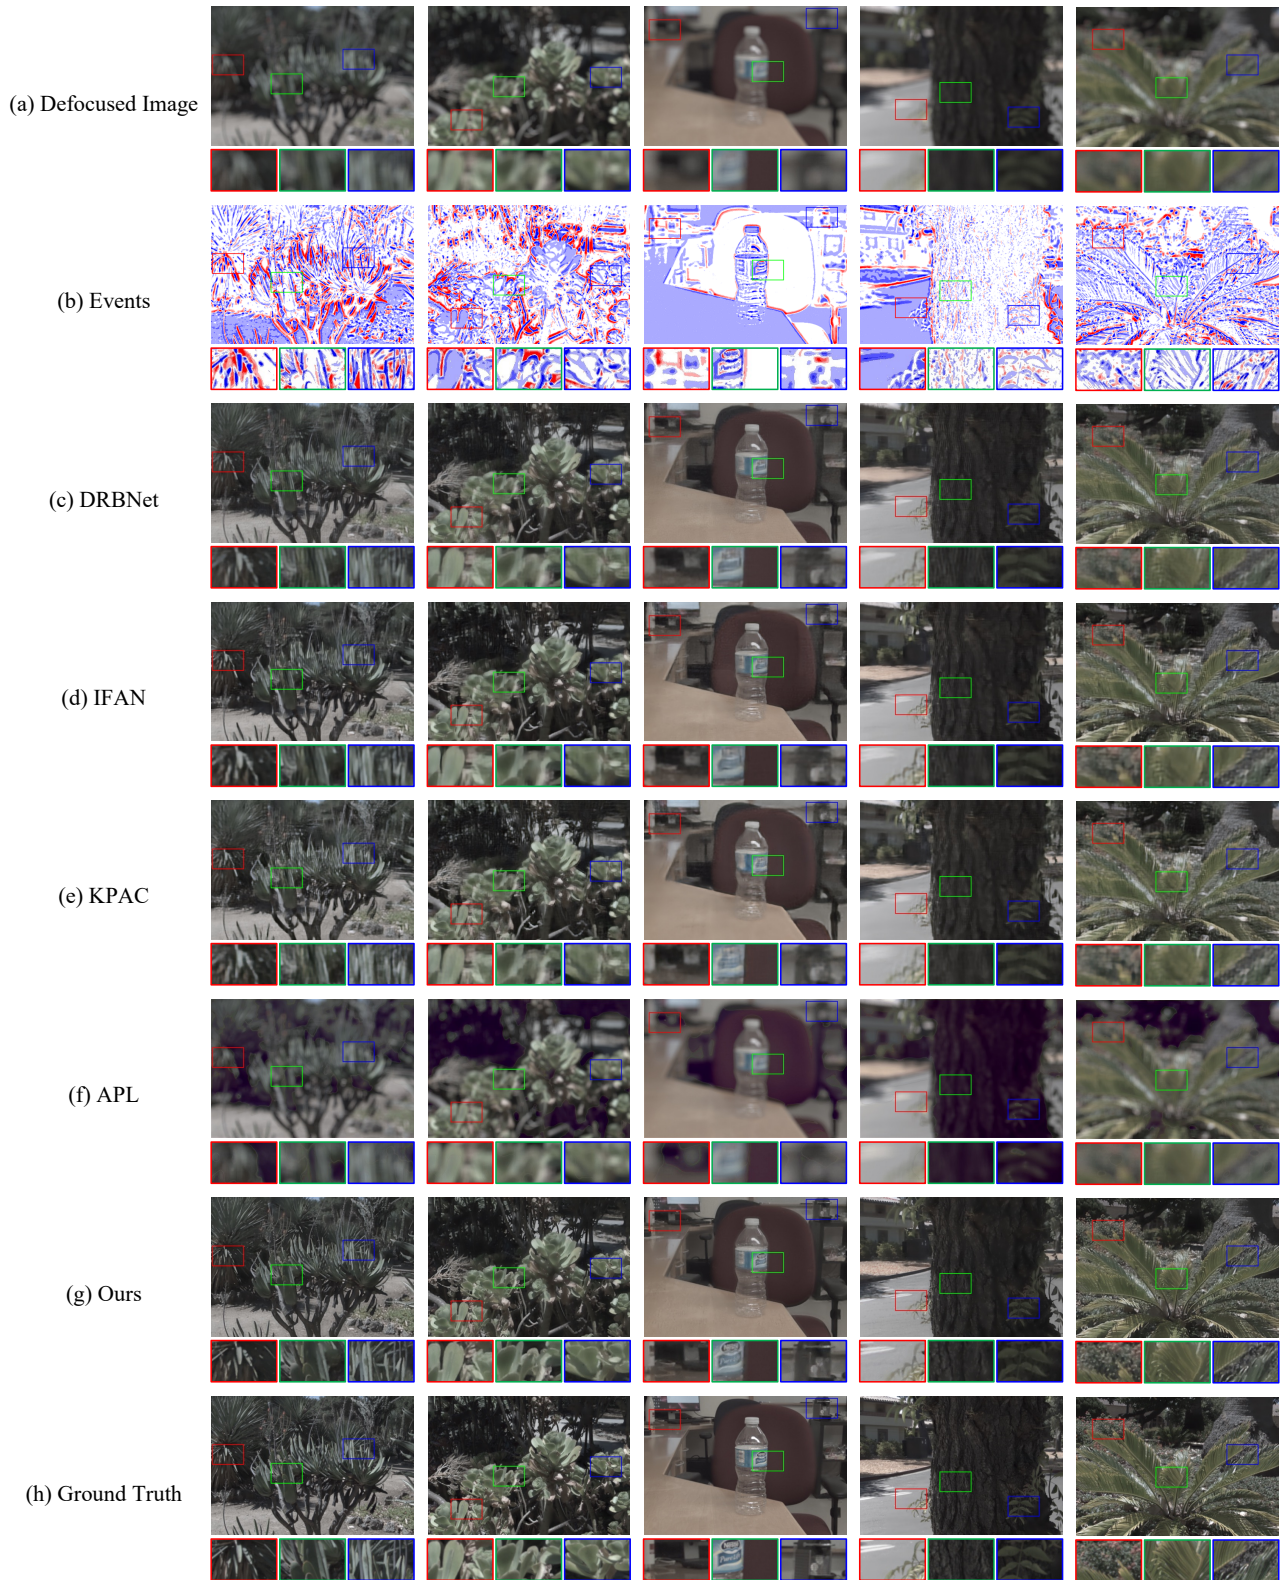 (a) Defocused Image
(b) Events
(c) DRBNet
(d) IFAN
(e) KPAC
(f) APL
(g) Ours
(h) Ground Truth